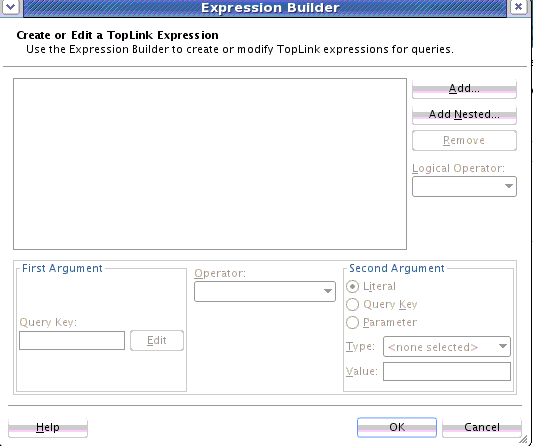 Expression Builder
Create or Edit a TopLink Expression
Use the Expression Builder to create or modify TopLink expressions for queries.
Add...
Add Nested...
Remove
Logical Operator:
First Argument
Query Key:
Edit
Operator:
Second Argument
Literal
Query Key
Parameter
Type: <none selected>
Value:
Help
OK
Cancel